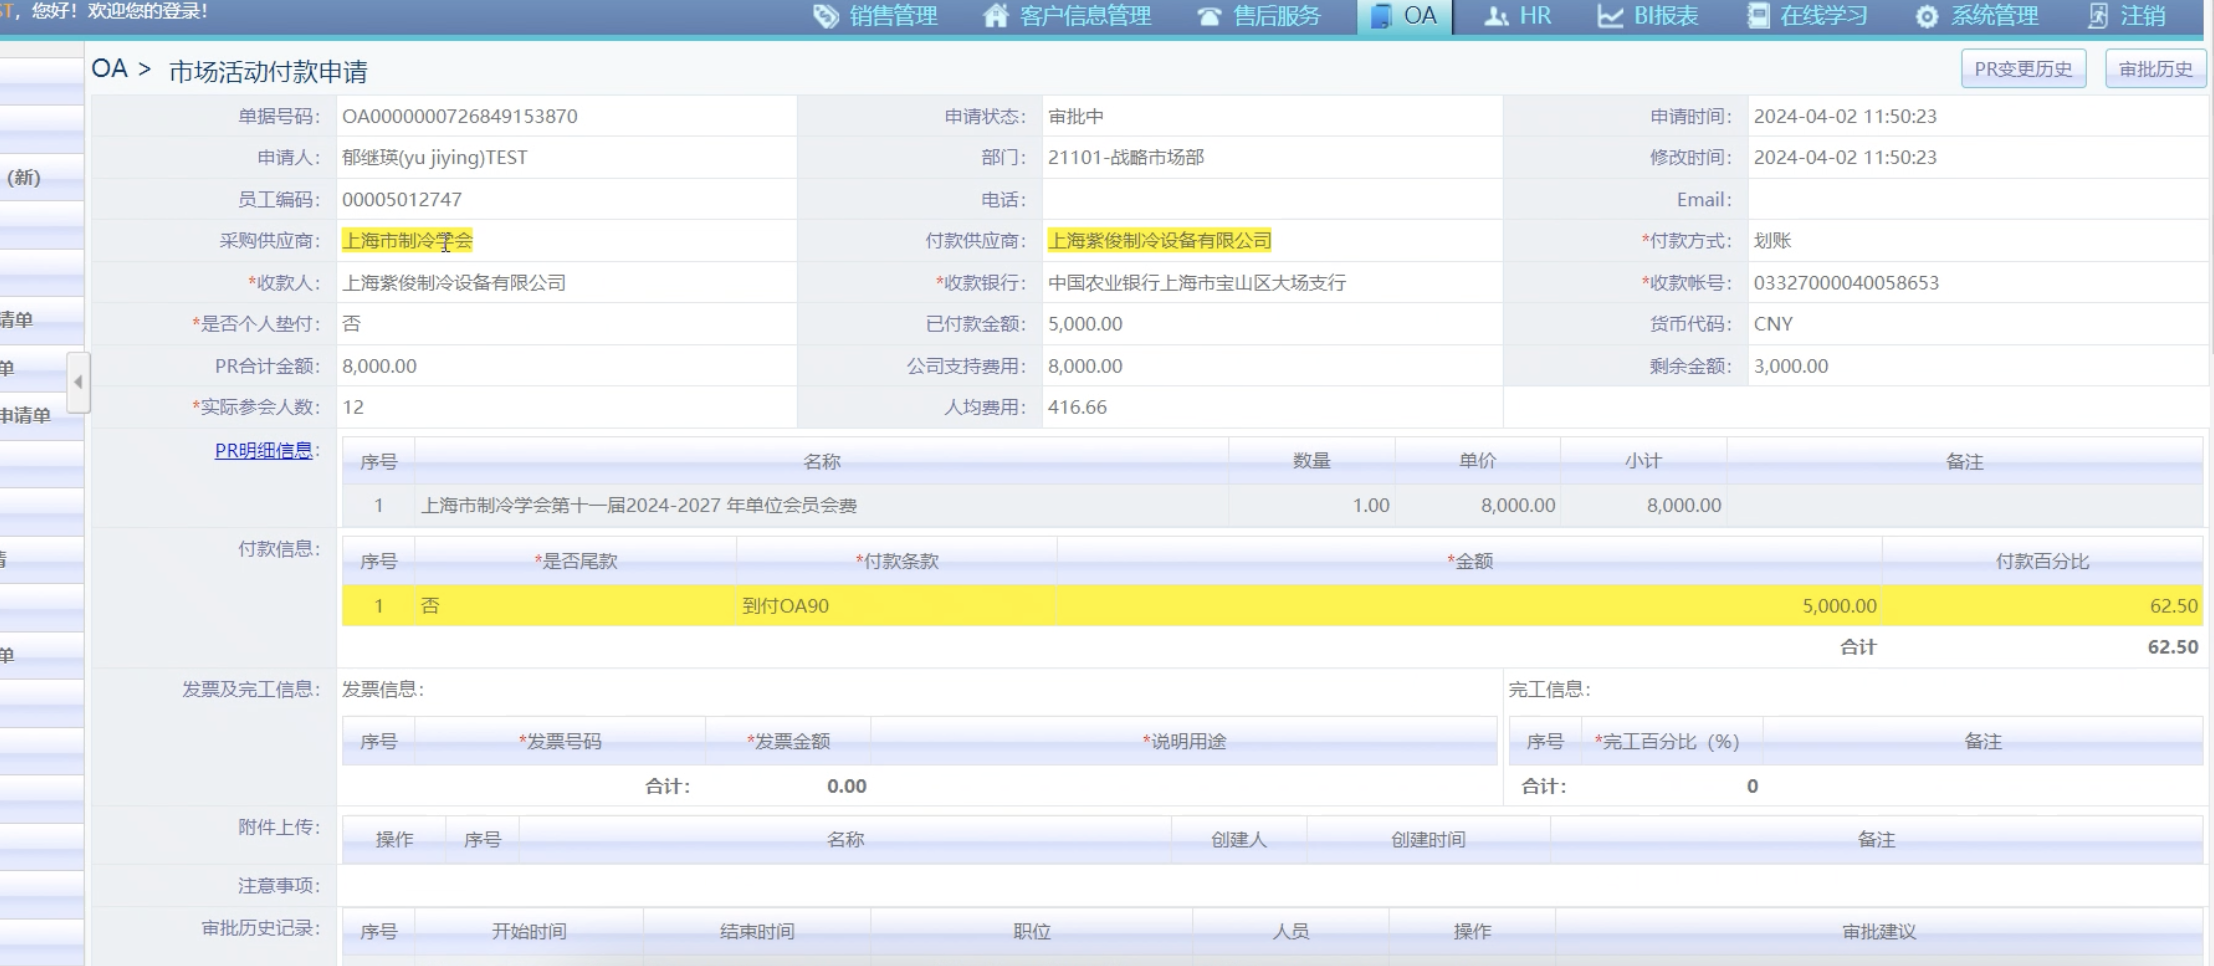 ST，您好！欢迎您的登录！
销售管理 客户信息管理 售后服务 OA HR BI报表 在线学习 系统管理 注销
OA > 市场活动付款申请 PR变更历史 审批历史
单据号码： OA0000000726849153870 申请状态： 审批中 申请时间： 2024-04-02 11:50:23
申请人： 郁继瑛(yu jiying)TEST 部门： 21101-战略市场部 修改时间： 2024-04-02 11:50:23
(新)
员工编码： 00005012747 电话： Email：
采购供应商： 上海市制冷学会 付款供应商： 上海紫俊制冷设备有限公司 *付款方式： 划账
*收款人： 上海紫俊制冷设备有限公司 *收款银行： 中国农业银行上海市宝山区大场支行 *收款帐号： 03327000040058653
请单
*是否个人垫付： 否 已付款金额： 5,000.00 货币代码： CNY
单
PR合计金额： 8,000.00 公司支持费用： 8,000.00 剩余金额： 3,000.00
申请单
*实际参会人数： 12 人均费用： 416.66
PR明细信息： 序号 名称 数量 单价 小计 备注
1 上海市制冷学会第十一届2024-2027 年单位会员会费 1.00 8,000.00 8,000.00
付款信息： 序号 *是否尾款 *付款条款 *金额 付款百分比
1 否 到付OA90 5,000.00 62.50
合计 62.50
单
发票及完工信息： 发票信息： 完工信息：
序号 *发票号码 *发票金额 *说明用途 序号 *完工百分比（%） 备注
合计： 0.00 合计： 0
附件上传： 操作 序号 名称 创建人 创建时间 备注
注意事项：
审批历史记录： 序号 开始时间 结束时间 职位 人员 操作 审批建议